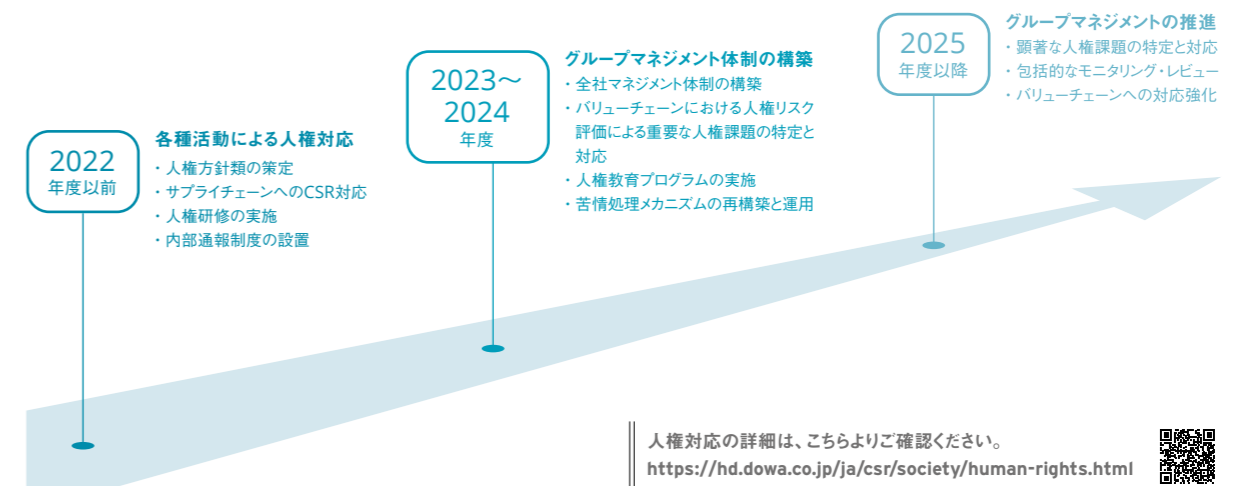 2022
年度以前
各種活動による人権対応
・人権方針類の策定
・サプライチェーンへのCSR対応
・人権研修の実施
・内部通報制度の設置
2023～
2024
年度
グループマネジメント体制の構築
・全社マネジメント体制の構築
・バリューチェーンにおける人権リスク
評価による重要な人権課題の特定と
対応
・人権教育プログラムの実施
・苦情処理メカニズムの再構築と運用
2025
年度以降
グループマネジメントの推進
・顕著な人権課題の特定と対応
・包括的なモニタリング・レビュー
・バリューチェーンへの対応強化
人権対応の詳細は、こちらよりご確認ください。
https://hd.dowa.co.jp/ja/csr/society/human-rights.html